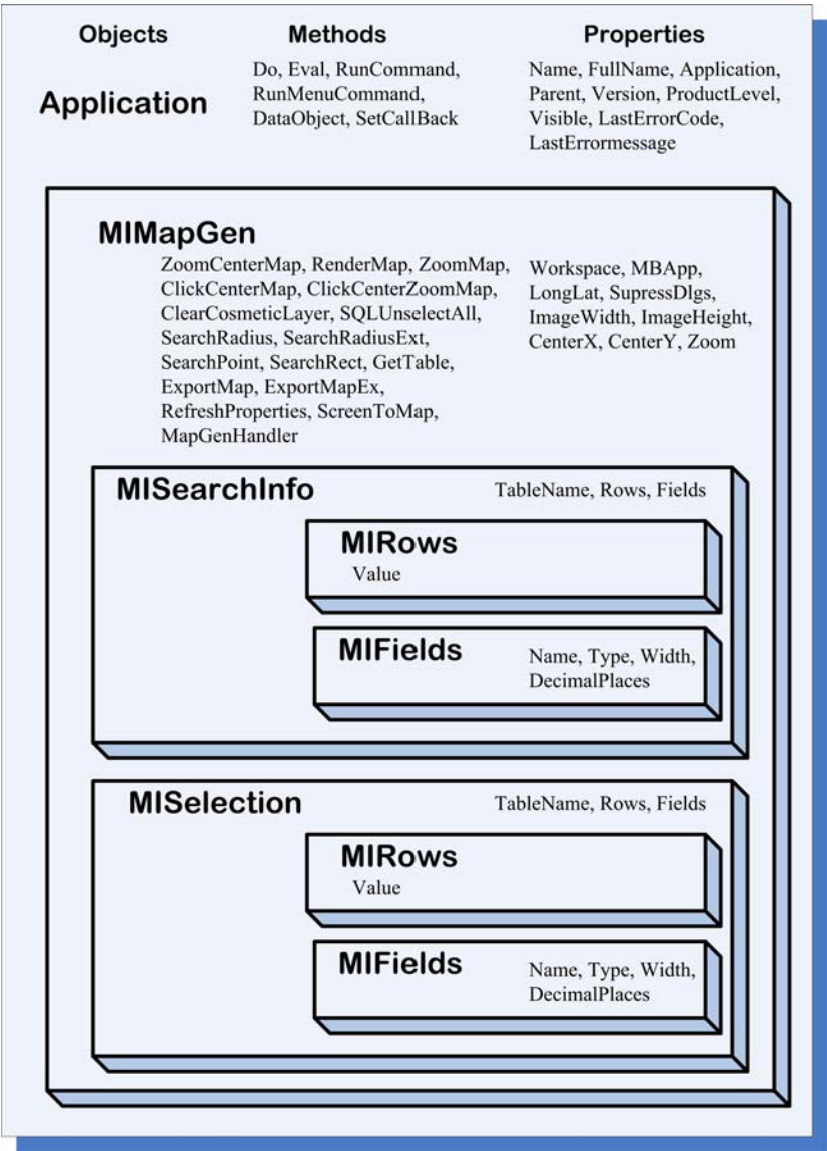 Objects Methods Properties
Application
Do, Eval, RunCommand,
RunMenuCommand,
DataObject, SetCallBack
Name, FullName, Application,
Parent, Version, ProductLevel,
Visible, LastErrorCode,
LastErrormessage
MIMapGen
ZoomCenterMap, RenderMap, ZoomMap,
ClickCenterMap, ClickCenterZoomMap,
ClearCosmeticLayer, SQLUnselectAll,
SearchRadius, SearchRadiusExt,
SearchPoint, SearchRect, GetTable,
ExportMap, ExportMapEx,
RefreshProperties, ScreenToMap,
MapGenHandler
Workspace, MBApp,
LongLat, SupressDlgs,
ImageWidth, ImageHeight,
CenterX, CenterY, Zoom
MISearchInfo
TableName, Rows, Fields
MIRows
Value
MIFields
Name, Type, Width,
DecimalPlaces
MISelection
TableName, Rows, Fields
MIRows
Value
MIFields
Name, Type, Width,
DecimalPlaces